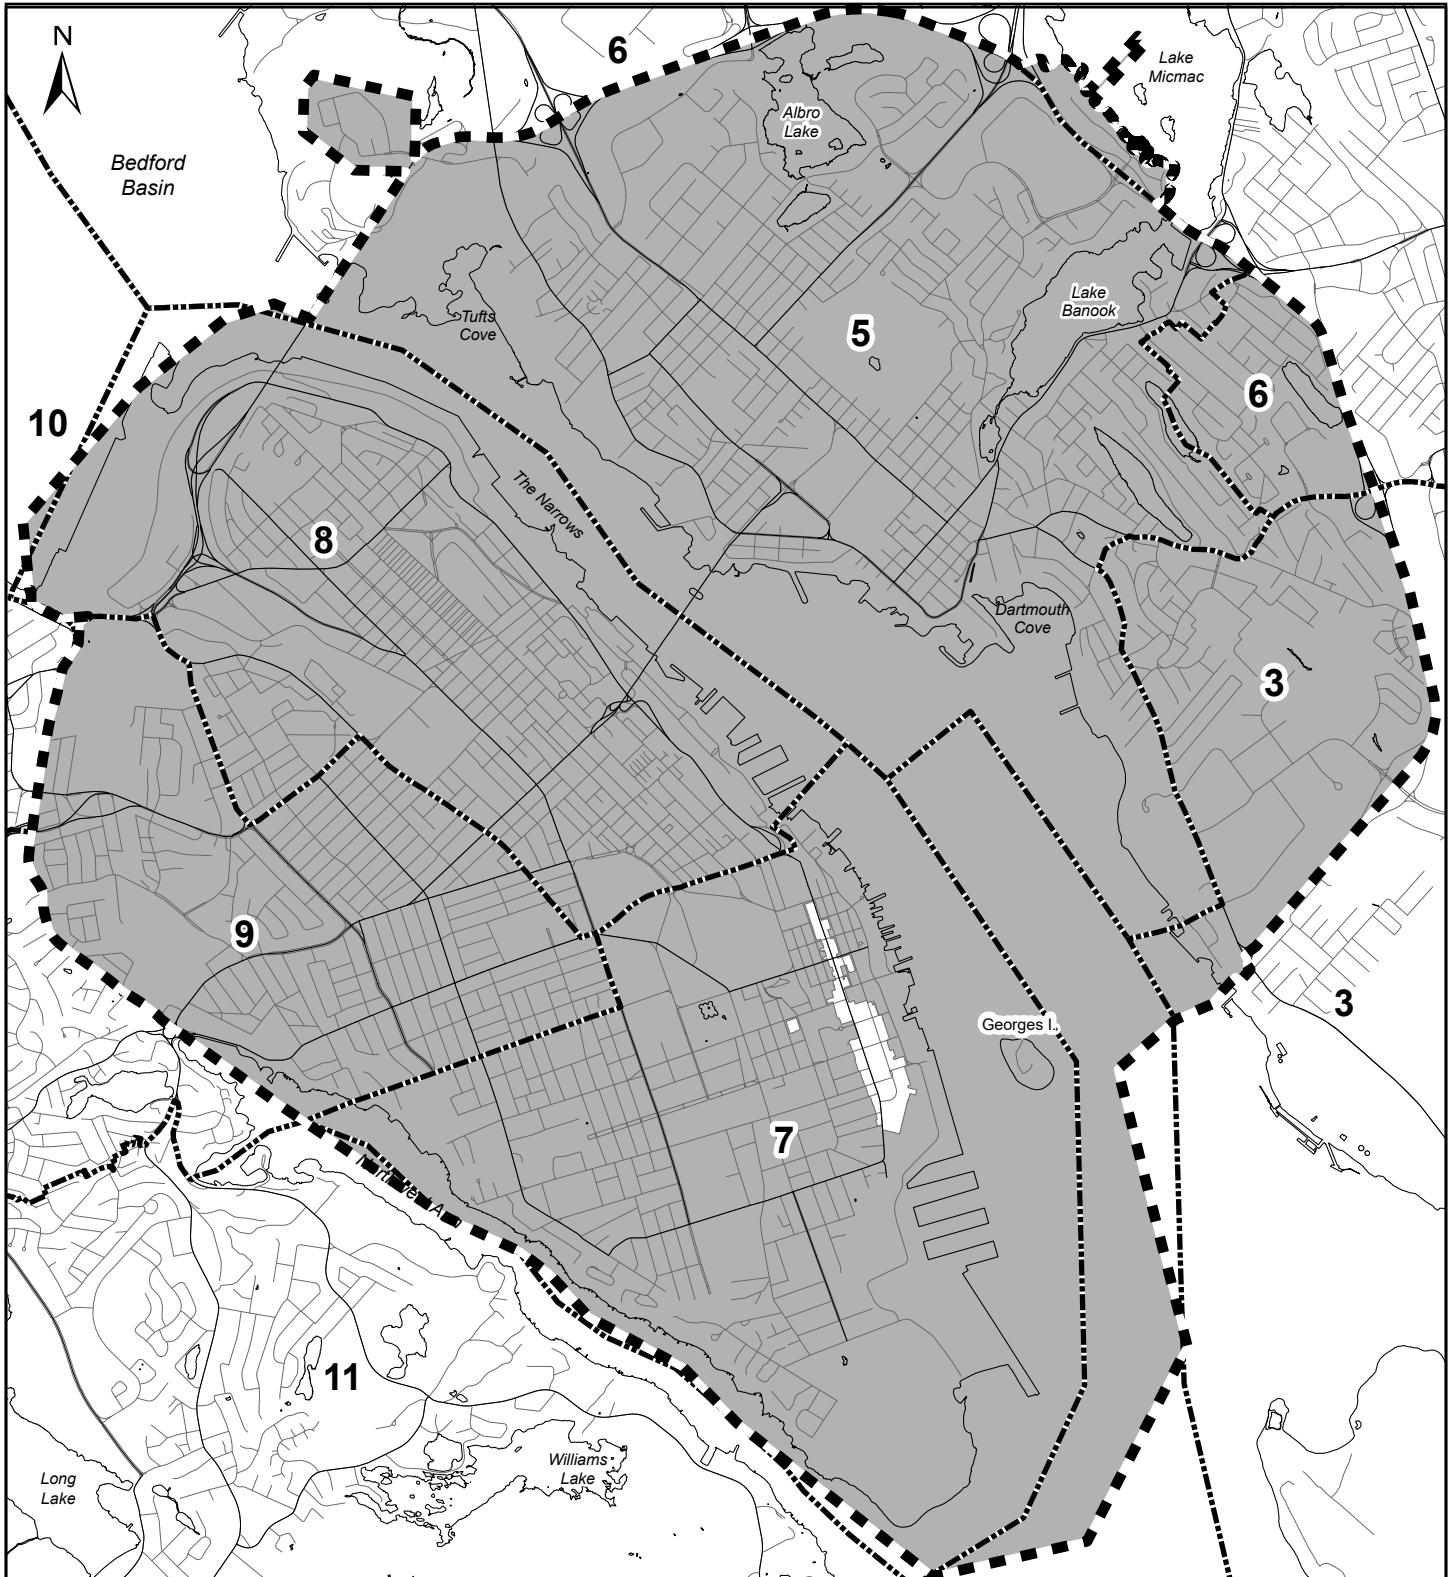 N
6
Lake
Micmac
Albro
Lake
Bedford
Basin
Lake
Banook
Tufts
Cove
5
6
10
The Narrows
8
Dartmouth
Cove
3
9
3
Georges I.
7
11
Williams
Lake
Long
Lake